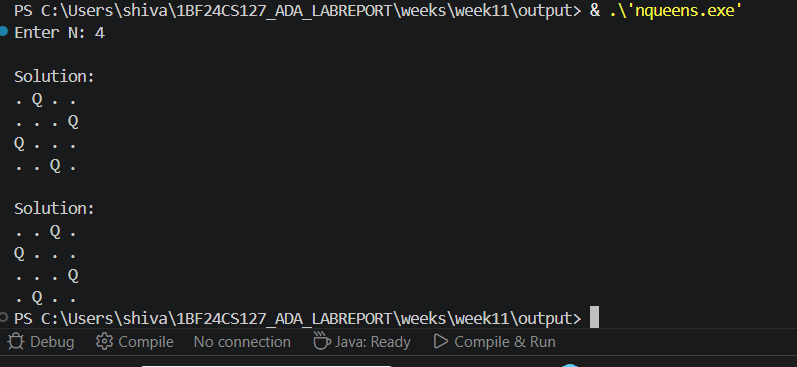 PS C:\Users\shiva\1BF24CS127_ADA_LABREPORT\weeks\week11\output> & .\'nqueens.exe'
Enter N: 4

Solution:
. Q . .
. . . Q
Q . . .
. . Q .

Solution:
. . Q .
Q . . .
. . . Q
. Q . .
PS C:\Users\shiva\1BF24CS127_ADA_LABREPORT\weeks\week11\output>
Debug Compile No connection Java: Ready Compile & Run